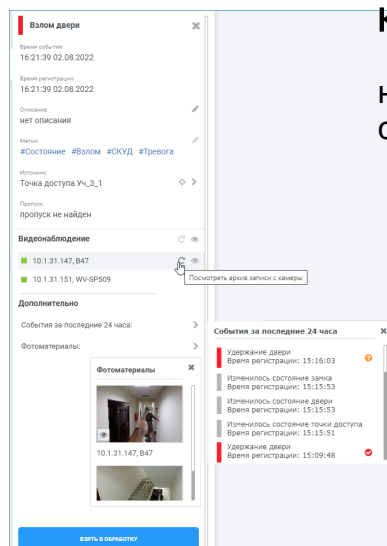 Взлом двери
Время события:
16:21:39 02.08.2022
Время регистрации:
16:21:39 02.08.2022
Описание:
нет описания
Метки:
#Состояние #Взлом #СКУД #Тревога
Источник:
Точка доступа Уч_3_1
Пропуск:
пропуск не найден
Видеонаблюдение
10.1.31.147, B47
Посмотреть архив записи с камеры
10.1.31.151, WV-SP509
Дополнительно
События за последние 24 часа:
Фотоматериалы:
Фотоматериалы
10.1.31.147, B47
ВЗЯТЬ В ОБРАБОТКУ
События за последние 24 часа
Удержание двери
Время регистрации: 15:16:03
Изменилось состояние замка
Время регистрации: 15:15:53
Изменилось состояние двери
Время регистрации: 15:15:53
Изменилось состояние точки доступа
Время регистрации: 15:15:51
Удержание двери
Время регистрации: 15:09:48